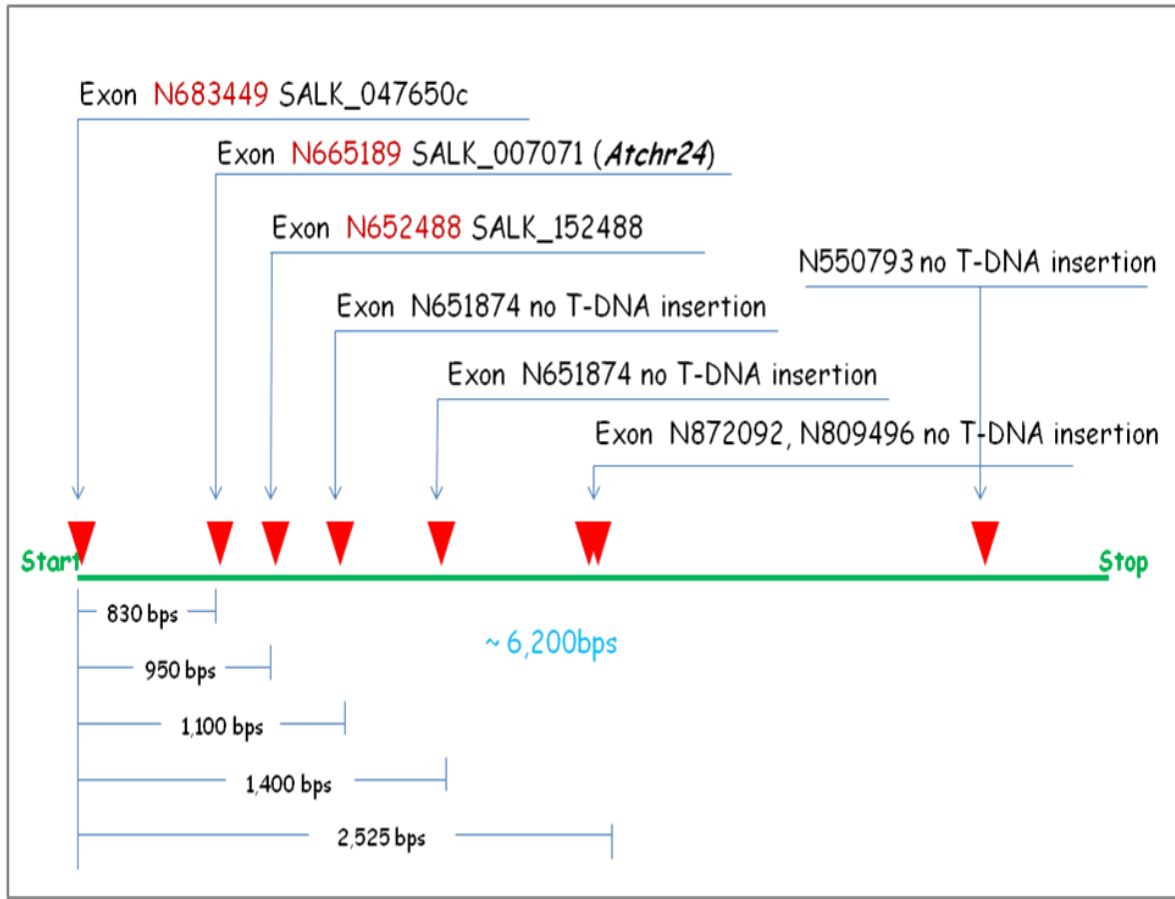 Exon N683449 SALK_047650c
Exon N665189 SALK_007071 (Atchr24)
Exon N652488 SALK_152488
N550793 no T-DNA insertion
Exon N651874 no T-DNA insertion
Exon N651874 no T-DNA insertion
Exon N872092, N809496 no T-DNA insertion
Start
Stop
830 bps
~ 6,200bps
950 bps
1,100 bps
1,400 bps
2,525 bps